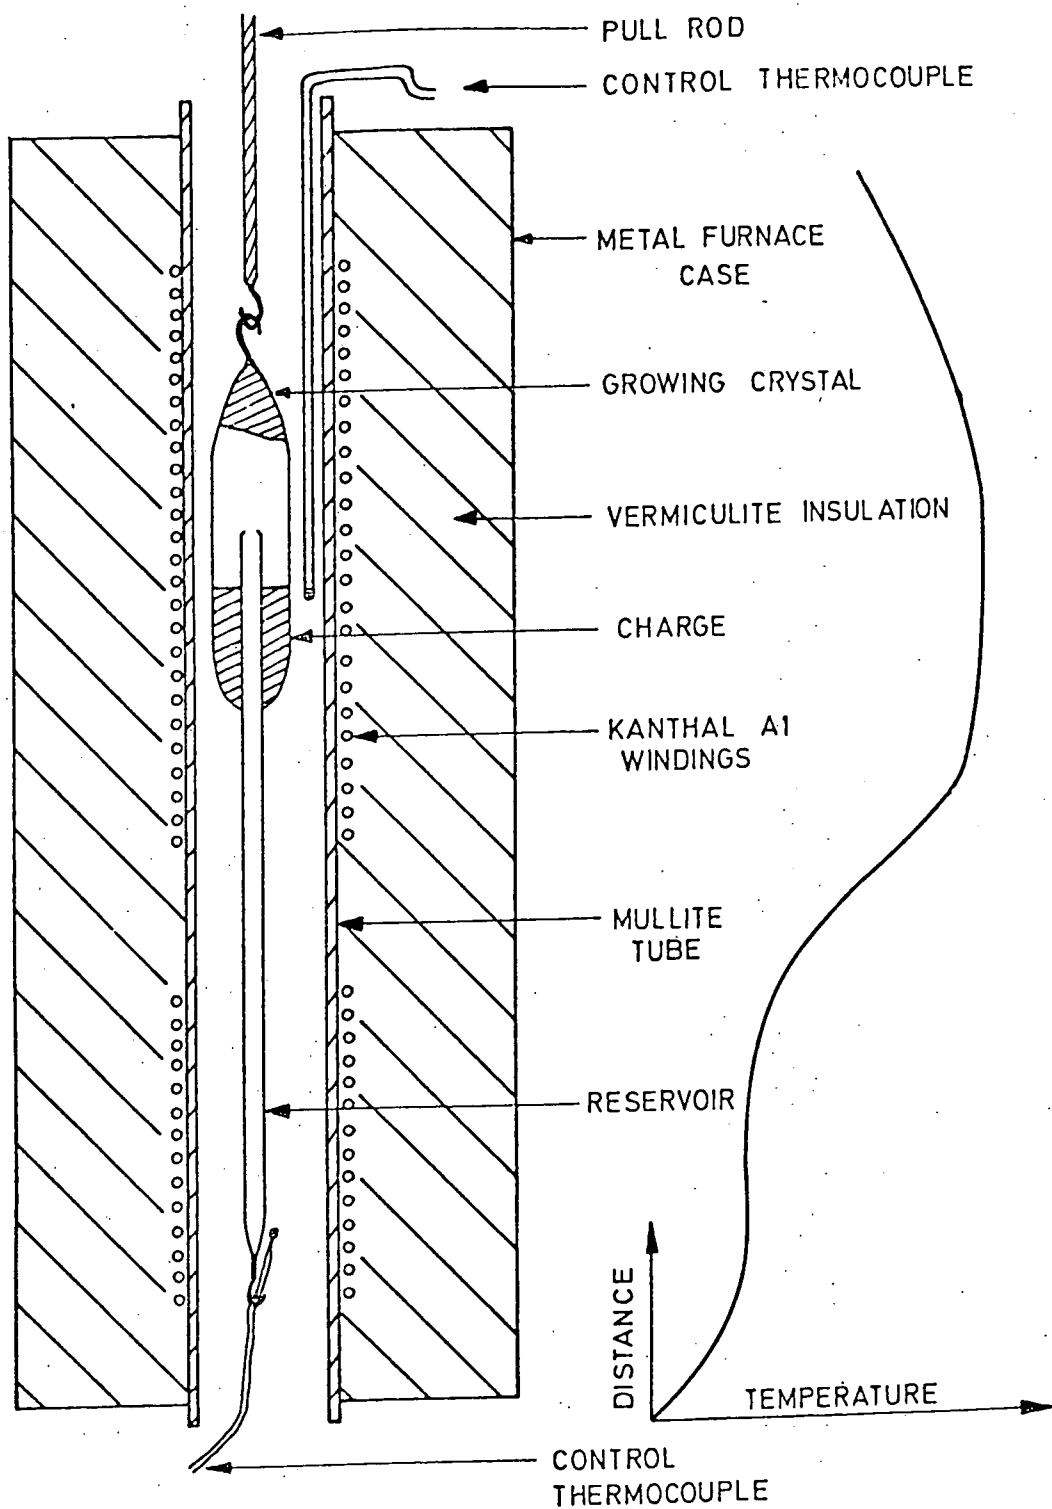 PULL ROD
CONTROL THERMOCOUPLE
METAL FURNACE
CASE
GROWING CRYSTAL
VERMICULITE INSULATION
CHARGE
KANTHAL A1
WINDINGS
MULLITE
TUBE
RESERVOIR
DISTANCE
TEMPERATURE
CONTROL
THERMOCOUPLE